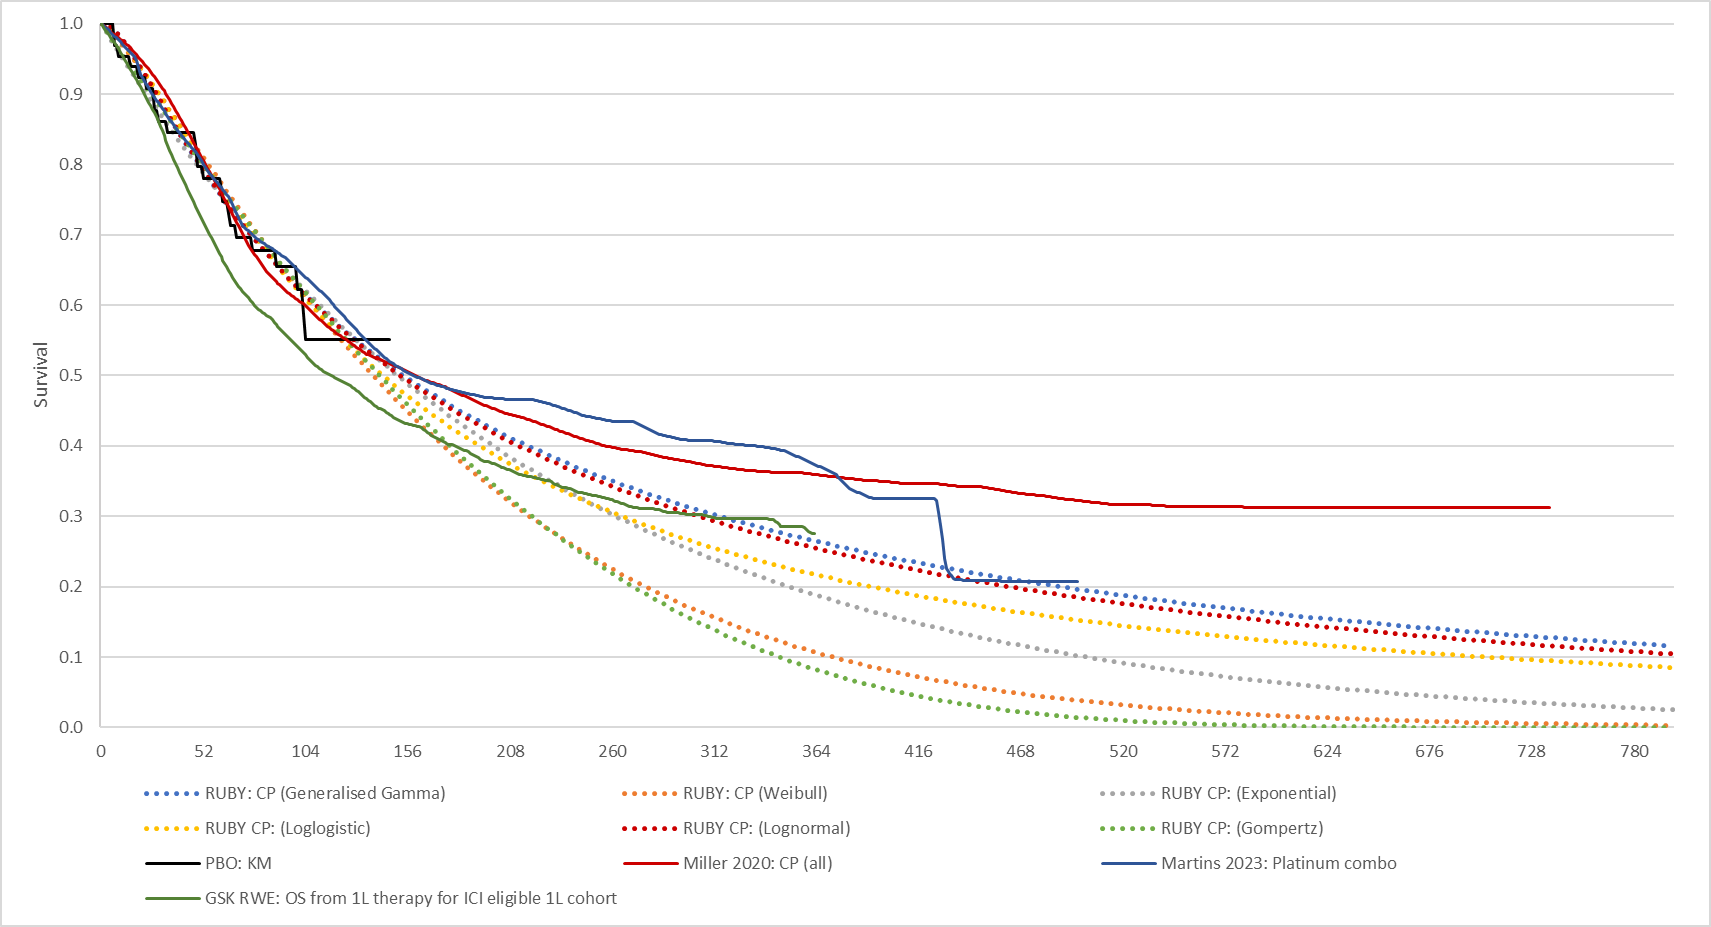 1.0
0.9
0.8
0.7
0.6
0.5
0.4
0.3
0.2
0.1
0.0
Survival
0 52 104 156 208 260 312 364 416 468 520 572 624 676 728 780
RUBY: CP (Generalised Gamma) RUBY: CP (Weibull) RUBY CP: (Exponential)
RUBY CP: (Loglogistic) RUBY CP: (Lognormal) RUBY CP: (Gompertz)
PBO: KM Miller 2020: CP (all) Martins 2023: Platinum combo
GSK RWE: OS from 1L therapy for ICI eligible 1L cohort